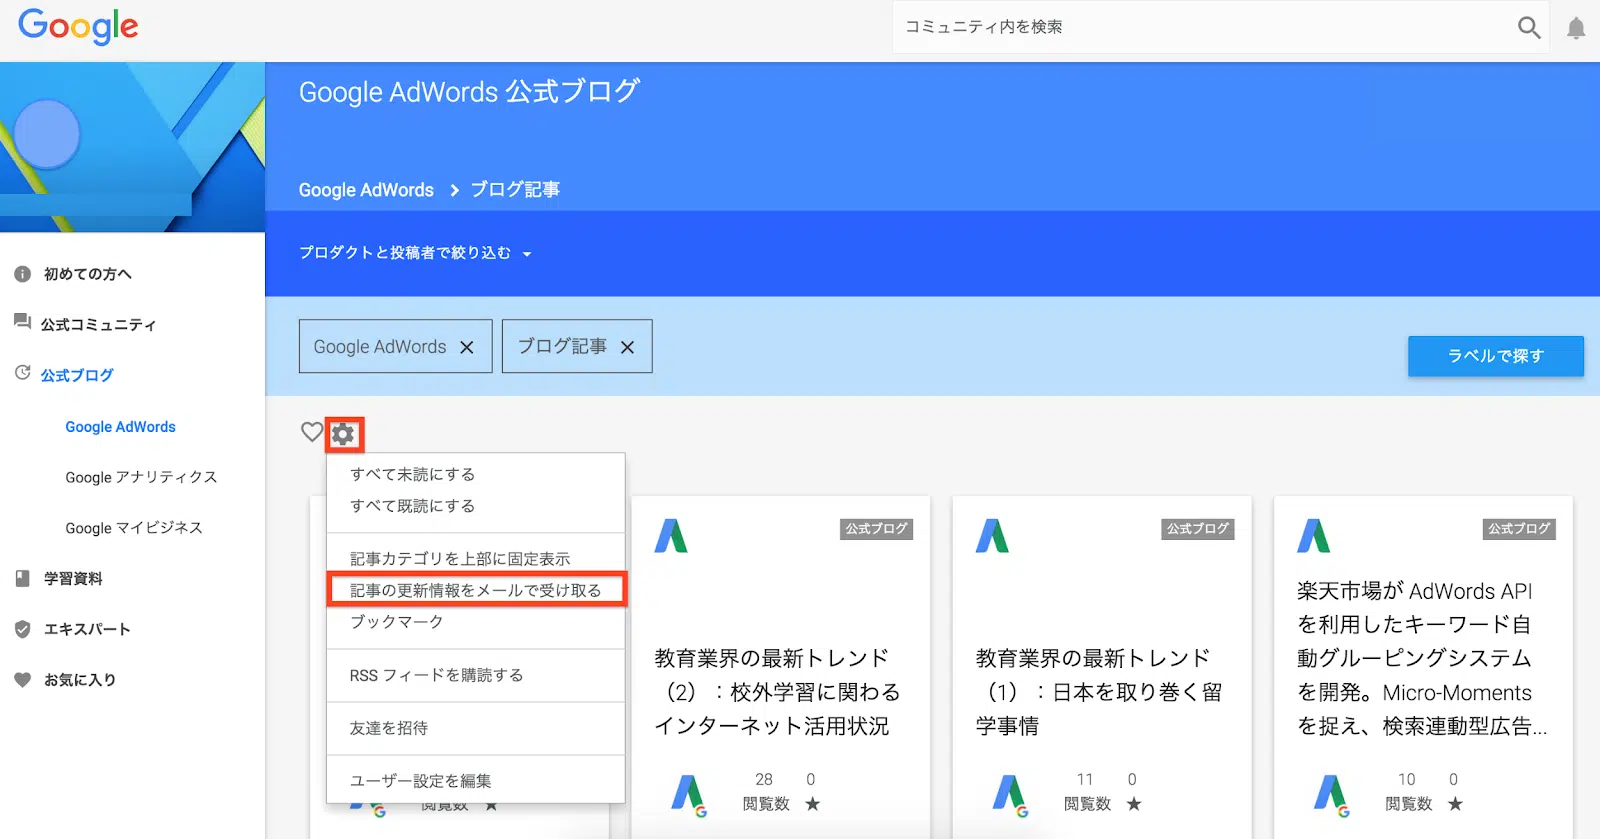 Google
コミュニティ内を検索
Google AdWords 公式ブログ
Google AdWords > ブログ記事
プロダクトと投稿者で絞り込む
初めての方へ
公式コミュニティ
公式ブログ
Google AdWords
Google アナリティクス
Google マイビジネス
学習資料
エキスパート
お気に入り
Google AdWords ✕
ブログ記事 ✕
ラベルで探す
すべて未読にする
すべて既読にする
記事カテゴリを上部に固定表示
記事の更新情報をメールで受け取る
ブックマーク
RSS フィードを購読する
友達を招待
ユーザー設定を編集
閲覧数 ★
公式ブログ
教育業界の最新トレンド
（2）：校外学習に関わる
インターネット活用状況
28 0
閲覧数 ★
公式ブログ
教育業界の最新トレンド
（1）：日本を取り巻く留
学事情
11 0
閲覧数 ★
公式ブログ
楽天市場が AdWords API
を利用したキーワード自
動グルーピングシステム
を開発。Micro-Moments
を捉え、検索連動型広告...
10 0
閲覧数 ★